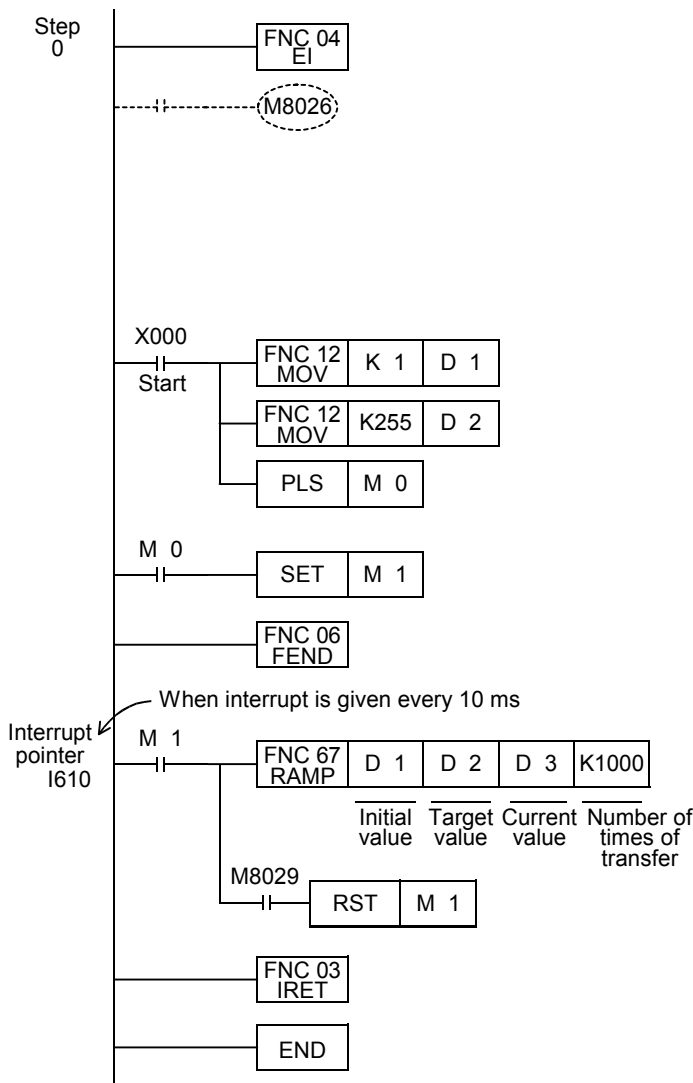 Step
0
FNC 04
EI
M8026
X000
Start
FNC 12
MOV
K 1
D 1
FNC 12
MOV
K255
D 2
PLS
M 0
M 0
SET
M 1
FNC 06
FEND
When interrupt is given every 10 ms
Interrupt
pointer
I610
M 1
FNC 67
RAMP
D 1
D 2
D 3
K1000
Initial
value
Target
value
Current
value
Number of
times of
transfer
M8029
RST
M 1
FNC 03
IRET
END